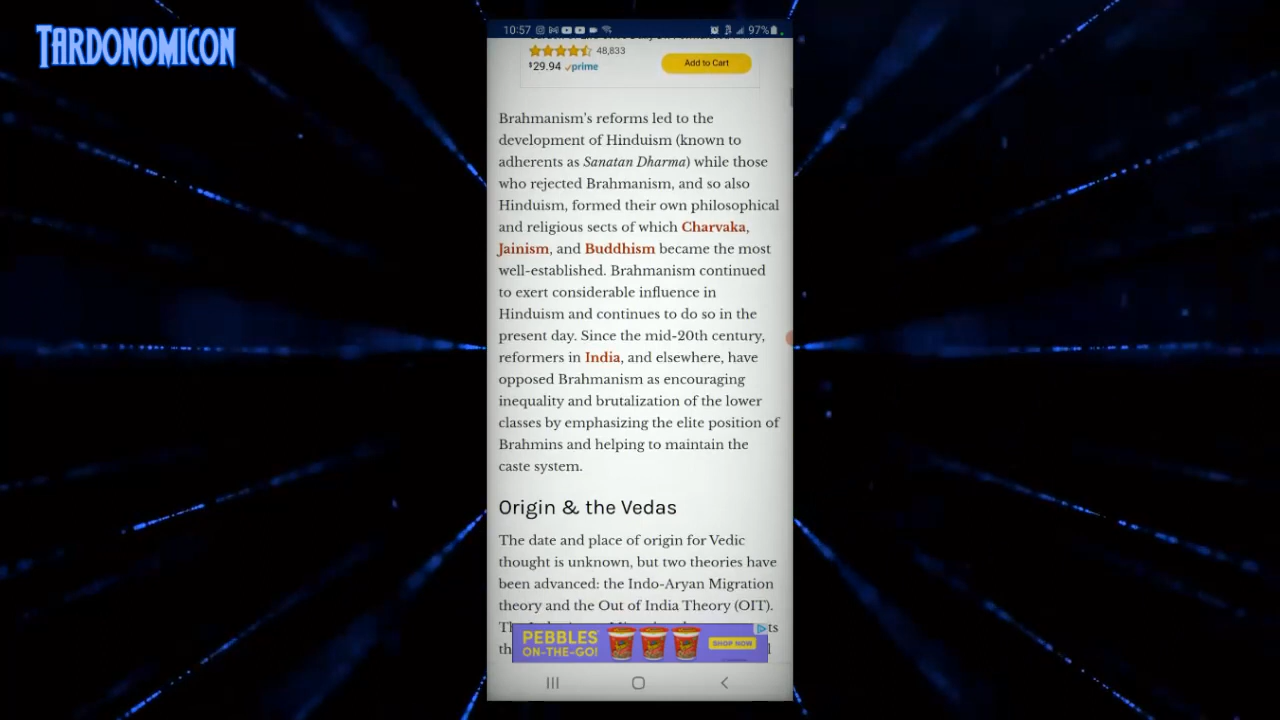 TARDONOMICON
10:57
97%
48,833
$29.94 prime
Add to Cart
Brahmanism's reforms led to the
development of Hinduism (known to
adherents as Sanatan Dharma) while those
who rejected Brahmanism, and so also
Hinduism, formed their own philosophical
and religious sects of which Charvaka,
Jainism, and Buddhism became the most
well-established. Brahmanism continued
to exert considerable influence in
Hinduism and continues to do so in the
present day. Since the mid-20th century,
reformers in India, and elsewhere, have
opposed Brahmanism as encouraging
inequality and brutalization of the lower
classes by emphasizing the elite position of
Brahmins and helping to maintain the
caste system.
Origin & the Vedas
The date and place of origin for Vedic
thought is unknown, but two theories have
been advanced: the Indo-Aryan Migration
theory and the Out of India Theory (OIT).
PEBBLES
ON-THE-GO!
SHOP NOW